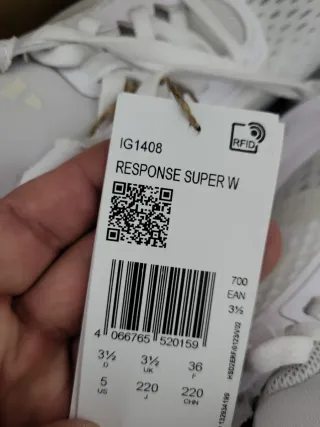 IG1408
RFID
RESPONSE SUPER W
700
EAN
3½
4 066765 520159
3½ 3½ 36
D UK F
5 220 220
US J CHN